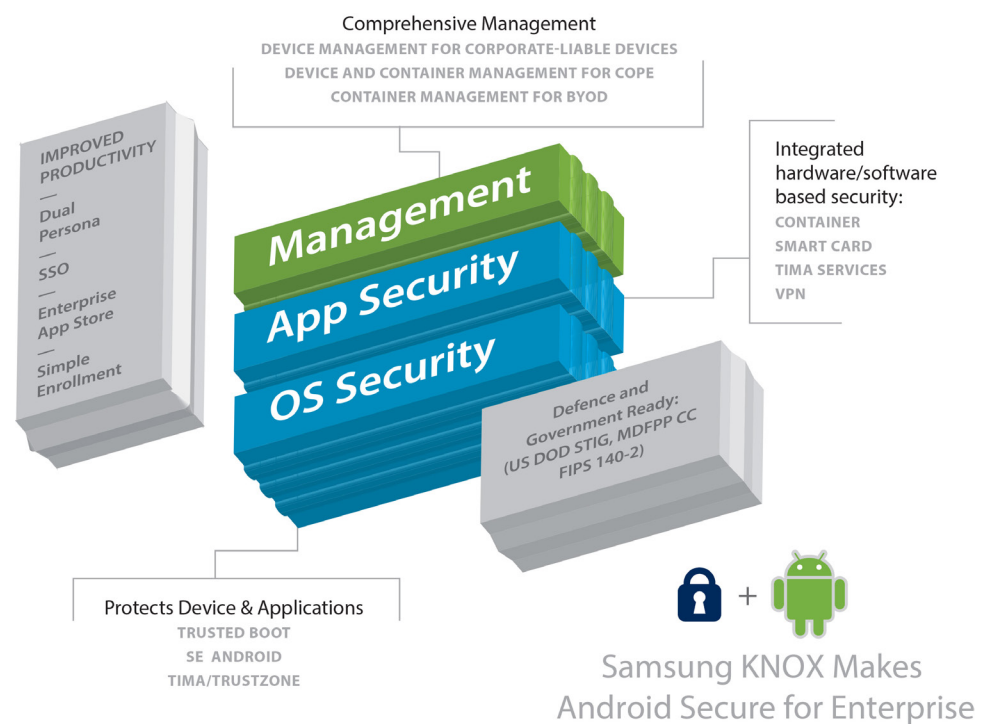 Comprehensive Management
DEVICE MANAGEMENT FOR CORPORATE-LIABLE DEVICES
DEVICE AND CONTAINER MANAGEMENT FOR COPE
CONTAINER MANAGEMENT FOR BYOD
IMPROVED
PRODUCTIVITY
—
Dual
Persona
—
SSO
—
Enterprise
App Store
—
Simple
Enrollment
Management
App Security
OS Security
Integrated
hardware/software
based security:
CONTAINER
SMART CARD
TIMA SERVICES
VPN
Defence and
Government Ready:
(US DOD STIG, MDFPP CC
FIPS 140-2)
Protects Device & Applications
TRUSTED BOOT
SE ANDROID
TIMA/TRUSTZONE
+
Samsung KNOX Makes
Android Secure for Enterprise